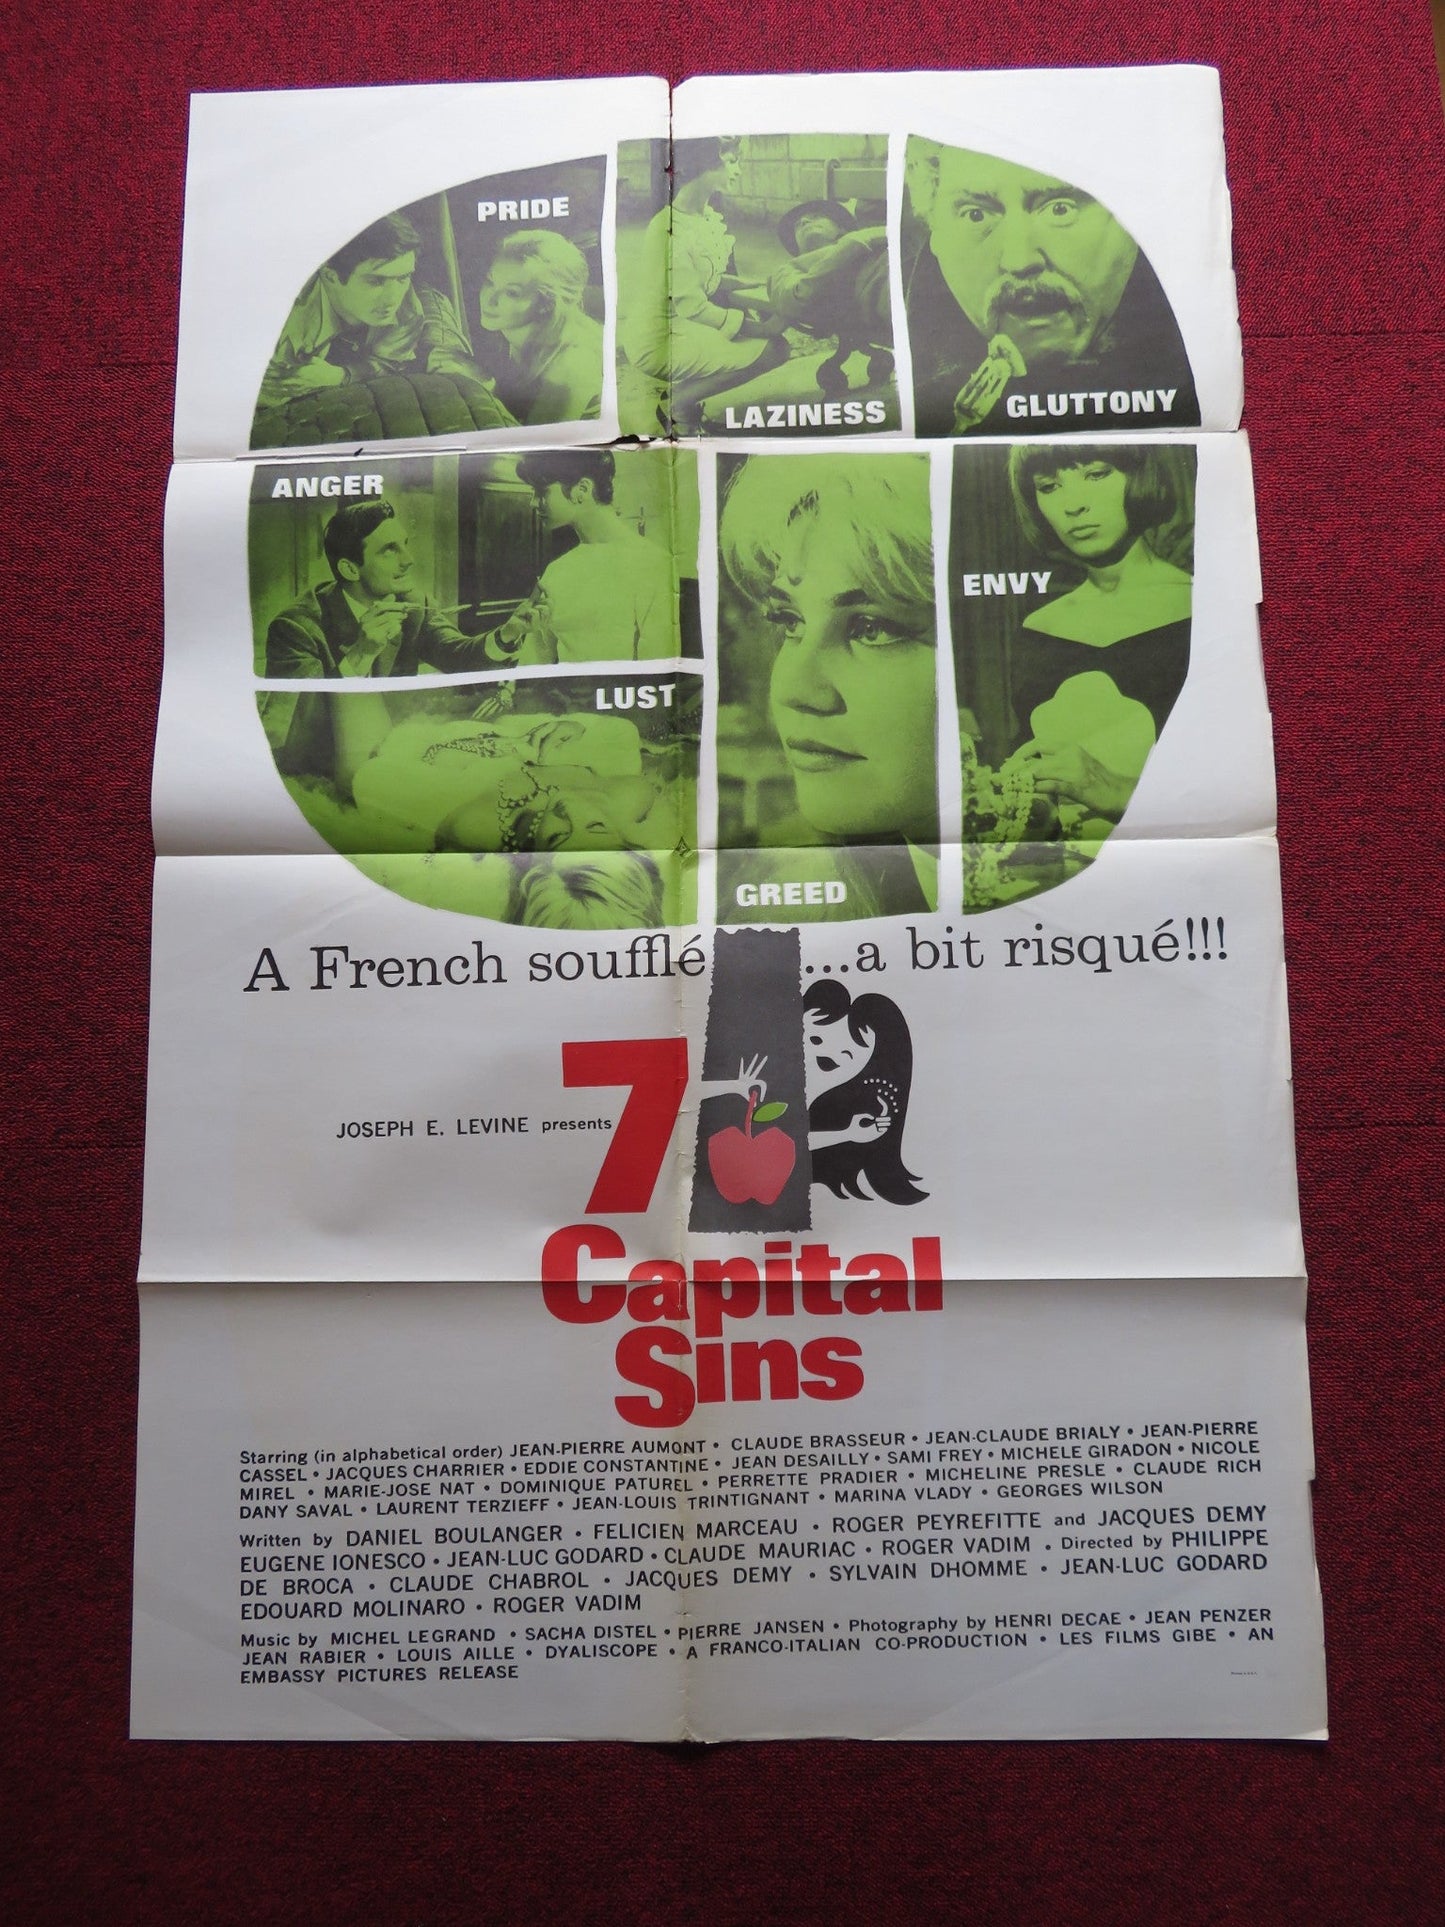 PRIDE
LAZINESS
GLUTTONY
ANGER
ENVY
LUST
GREED
A French soufflé ...a bit risqué!!!
JOSEPH E. LEVINE presents
7
Capital
Sins
Starring (in alphabetical order) JEAN-PIERRE AUMONT • CLAUDE BRASSEUR • JEAN-CLAUDE BRIALY • JEAN-PIERRE
CASSEL • JACQUES CHARRIER • EDDIE CONSTANTINE • JEAN DESAILLY • SAMI FREY • MICHELE GIRADON • NICOLE
MIREL • MARIE-JOSE NAT • DOMINIQUE PATUREL • PERRETTE PRADIER • MICHELINE PRESLE • CLAUDE RICH
DANY SAVAL • LAURENT TERZIEFF • JEAN-LOUIS TRINTIGNANT • MARINA VLADY • GEORGES WILSON
Written by DANIEL BOULANGER • FELICIEN MARCEAU • ROGER PEYREFITTE and JACQUES DEMY
EUGENE IONESCO • JEAN-LUC GODARD • CLAUDE MAURIAC • ROGER VADIM • Directed by PHILIPPE
DE BROCA • CLAUDE CHABROL • JACQUES DEMY • SYLVAIN DHOMME • JEAN-LUC GODARD
EDOUARD MOLINARO • ROGER VADIM
Music by MICHEL LEGRAND • SACHA DISTEL • PIERRE JANSEN • Photography by HENRI DECAE • JEAN PENZER
JEAN RABIER • LOUIS AILLE • DYALISCOPE • A FRANCO-ITALIAN CO-PRODUCTION • LES FILMS GIBE • AN
EMBASSY PICTURES RELEASE